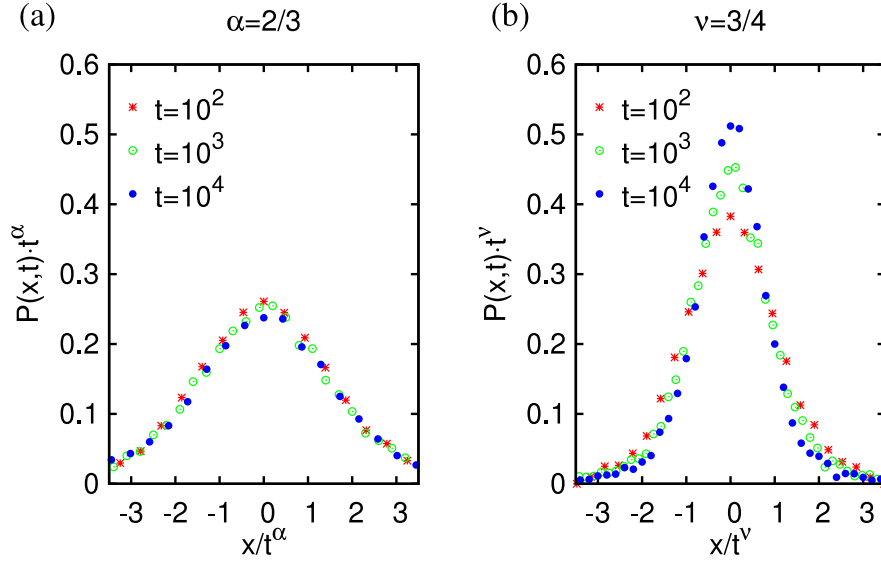 (a)
α=2/3
0.6
0.5
0.4
0.3
0.2
0.1
0
P(x,t)·t^α
t=10^2
t=10^3
t=10^4
-3 -2 -1 0 1 2 3
x/t^α
(b)
ν=3/4
0.6
0.5
0.4
0.3
0.2
0.1
0
P(x,t)·t^ν
t=10^2
t=10^3
t=10^4
-3 -2 -1 0 1 2 3
x/t^ν